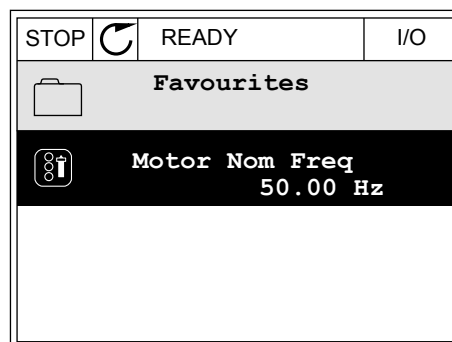 STOP READY I/O
Favourites
Motor Nom Freq
50.00 Hz